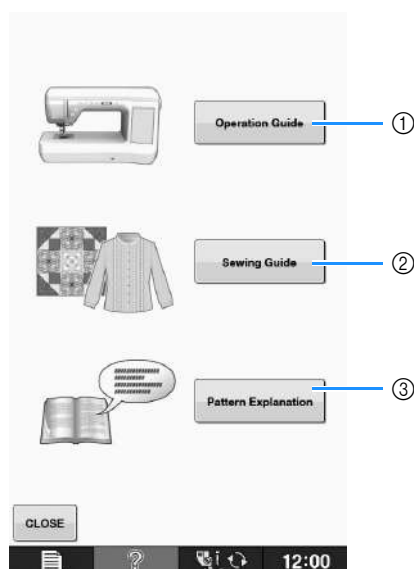 Operation Guide
①
Sewing Guide
②
Pattern Explanation
③
CLOSE
12:00